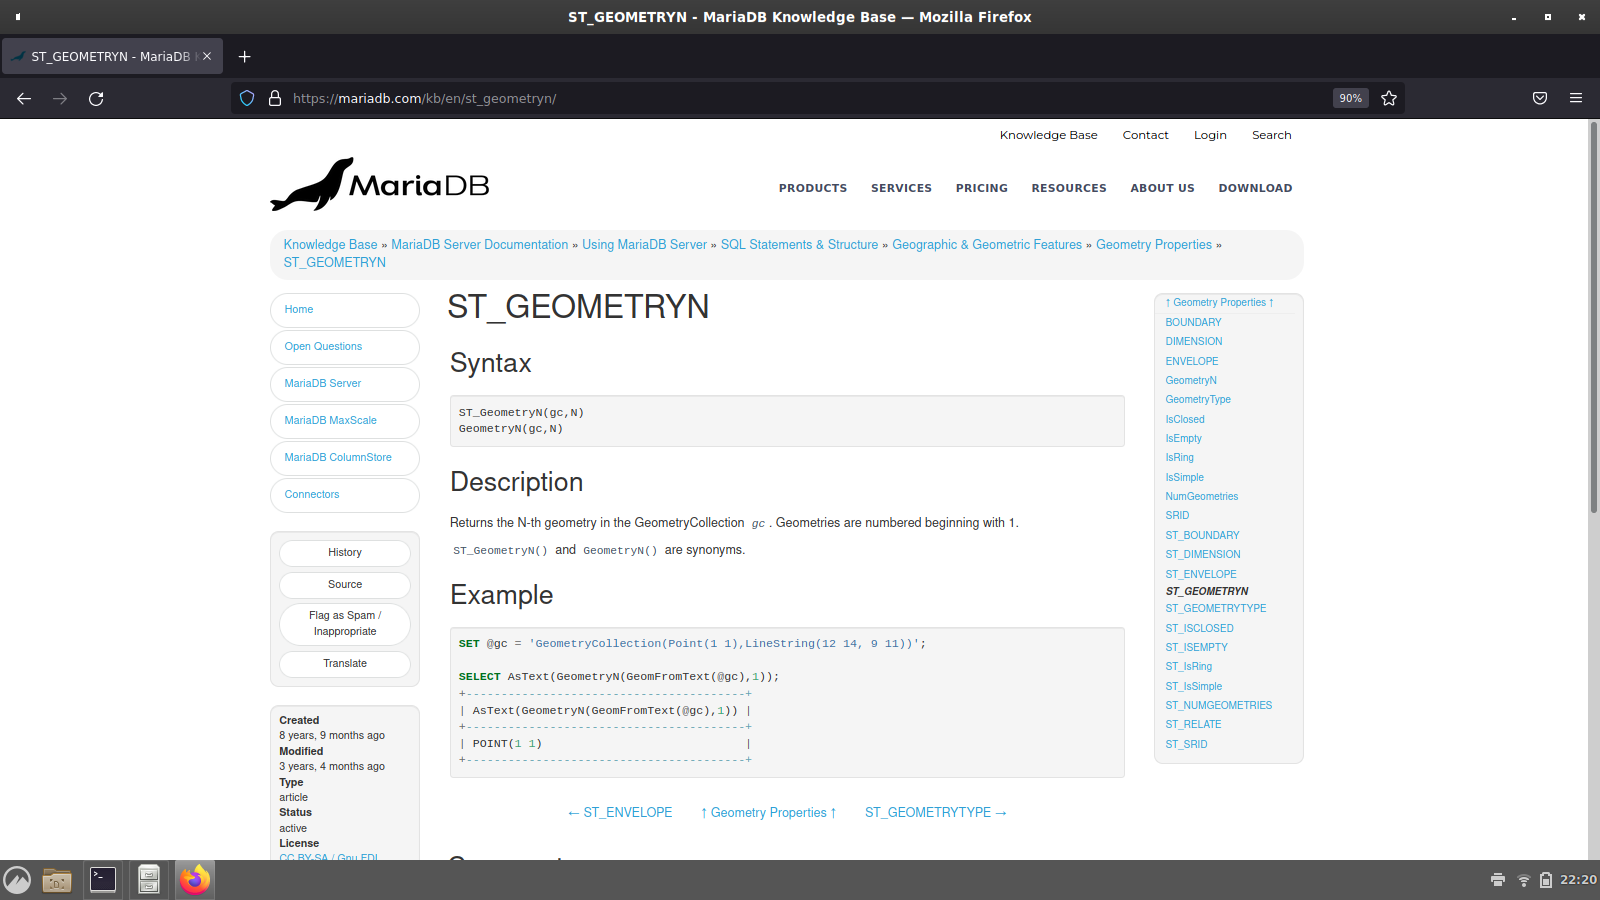 ST_GEOMETRYN - MariaDB Knowledge Base — Mozilla Firefox
ST_GEOMETRYN - MariaDB
https://mariadb.com/kb/en/st_geometryn/
90%
Knowledge Base Contact Login Search
MariaDB
PRODUCTS SERVICES PRICING RESOURCES ABOUT US DOWNLOAD
Knowledge Base » MariaDB Server Documentation » Using MariaDB Server » SQL Statements & Structure » Geographic & Geometric Features » Geometry Properties »
ST_GEOMETRYN
Home
Open Questions
MariaDB Server
MariaDB MaxScale
MariaDB ColumnStore
Connectors
History
Source
Flag as Spam /
Inappropriate
Translate
Created
8 years, 9 months ago
Modified
3 years, 4 months ago
Type
article
Status
active
License
CC BY-SA / Gnu FDL
ST_GEOMETRYN
Syntax
ST_GeometryN(gc,N)
GeometryN(gc,N)
Description
Returns the N-th geometry in the GeometryCollection gc . Geometries are numbered beginning with 1.
ST_GeometryN() and GeometryN() are synonyms.
Example
SET @gc = 'GeometryCollection(Point(1 1),LineString(12 14, 9 11))';
SELECT AsText(GeometryN(GeomFromText(@gc),1));
+----------------------------------------+
| AsText(GeometryN(GeomFromText(@gc),1)) |
+----------------------------------------+
| POINT(1 1)                             |
+----------------------------------------+
← ST_ENVELOPE ↑ Geometry Properties ↑ ST_GEOMETRYTYPE →
↑ Geometry Properties ↑
BOUNDARY
DIMENSION
ENVELOPE
GeometryN
GeometryType
IsClosed
IsEmpty
IsRing
IsSimple
NumGeometries
SRID
ST_BOUNDARY
ST_DIMENSION
ST_ENVELOPE
ST_GEOMETRYN
ST_GEOMETRYTYPE
ST_ISCLOSED
ST_ISEMPTY
ST_IsRing
ST_IsSimple
ST_NUMGEOMETRIES
ST_RELATE
ST_SRID
22:20